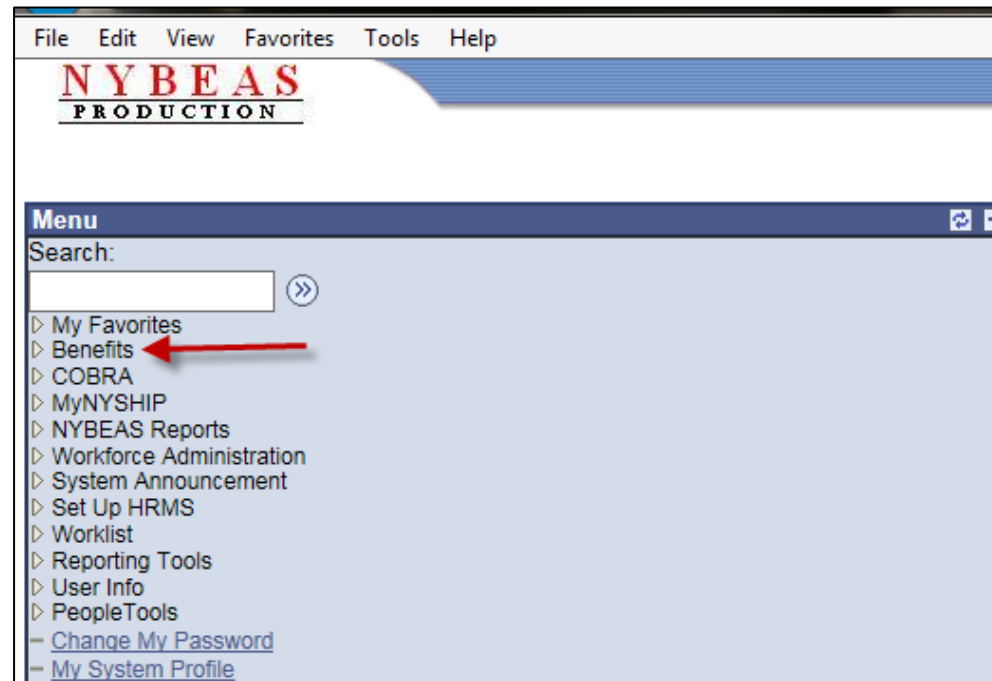 File Edit View Favorites Tools Help
NYBEAS
PRODUCTION
Menu
Search:
My Favorites
Benefits
COBRA
MyNYSHIP
NYBEAS Reports
Workforce Administration
System Announcement
Set Up HRMS
Worklist
Reporting Tools
User Info
PeopleTools
Change My Password
My System Profile